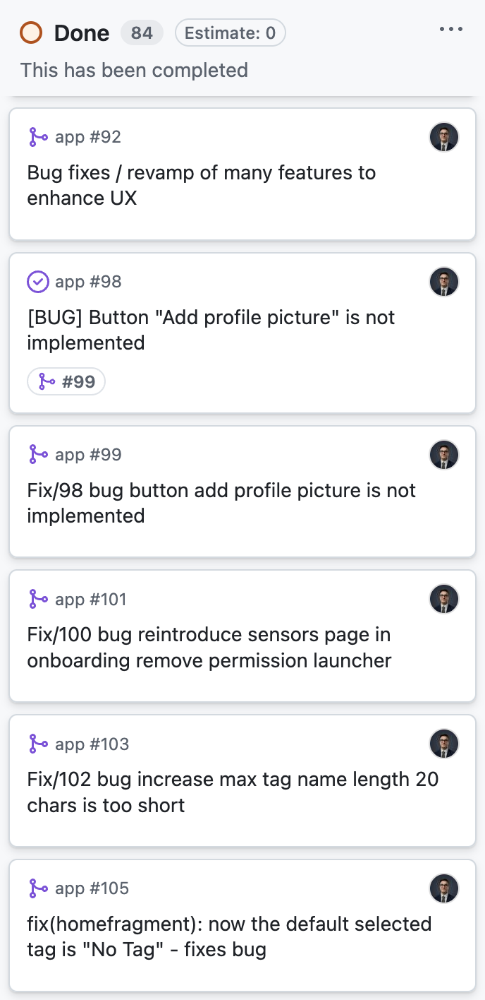 Done 84 Estimate: 0
This has been completed
app #92
Bug fixes / revamp of many features to
enhance UX
app #98
[BUG] Button "Add profile picture" is not
implemented
#99
app #99
Fix/98 bug button add profile picture is not
implemented
app #101
Fix/100 bug reintroduce sensors page in
onboarding remove permission launcher
app #103
Fix/102 bug increase max tag name length 20
chars is too short
app #105
fix(homefragment): now the default selected
tag is "No Tag" - fixes bug